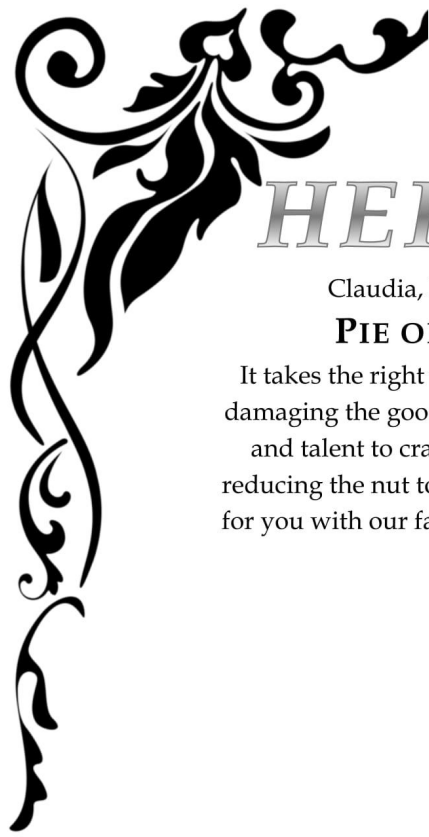 HE
Claudia,
PIE O
It takes the right
damaging the goo
and talent to cra
reducing the nut to
for you with our fa